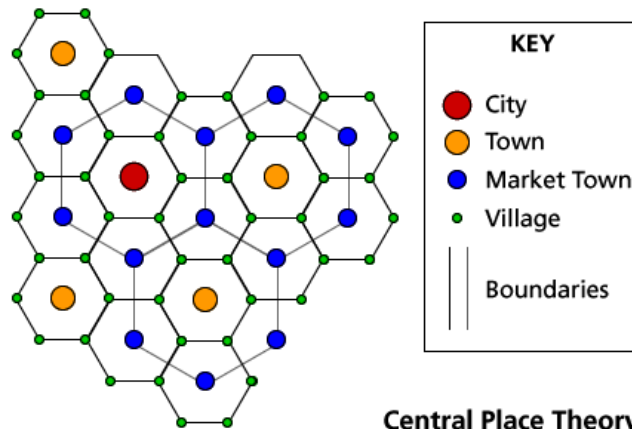 KEY
City
Town
Market Town
Village
Boundaries
Central Place Theory